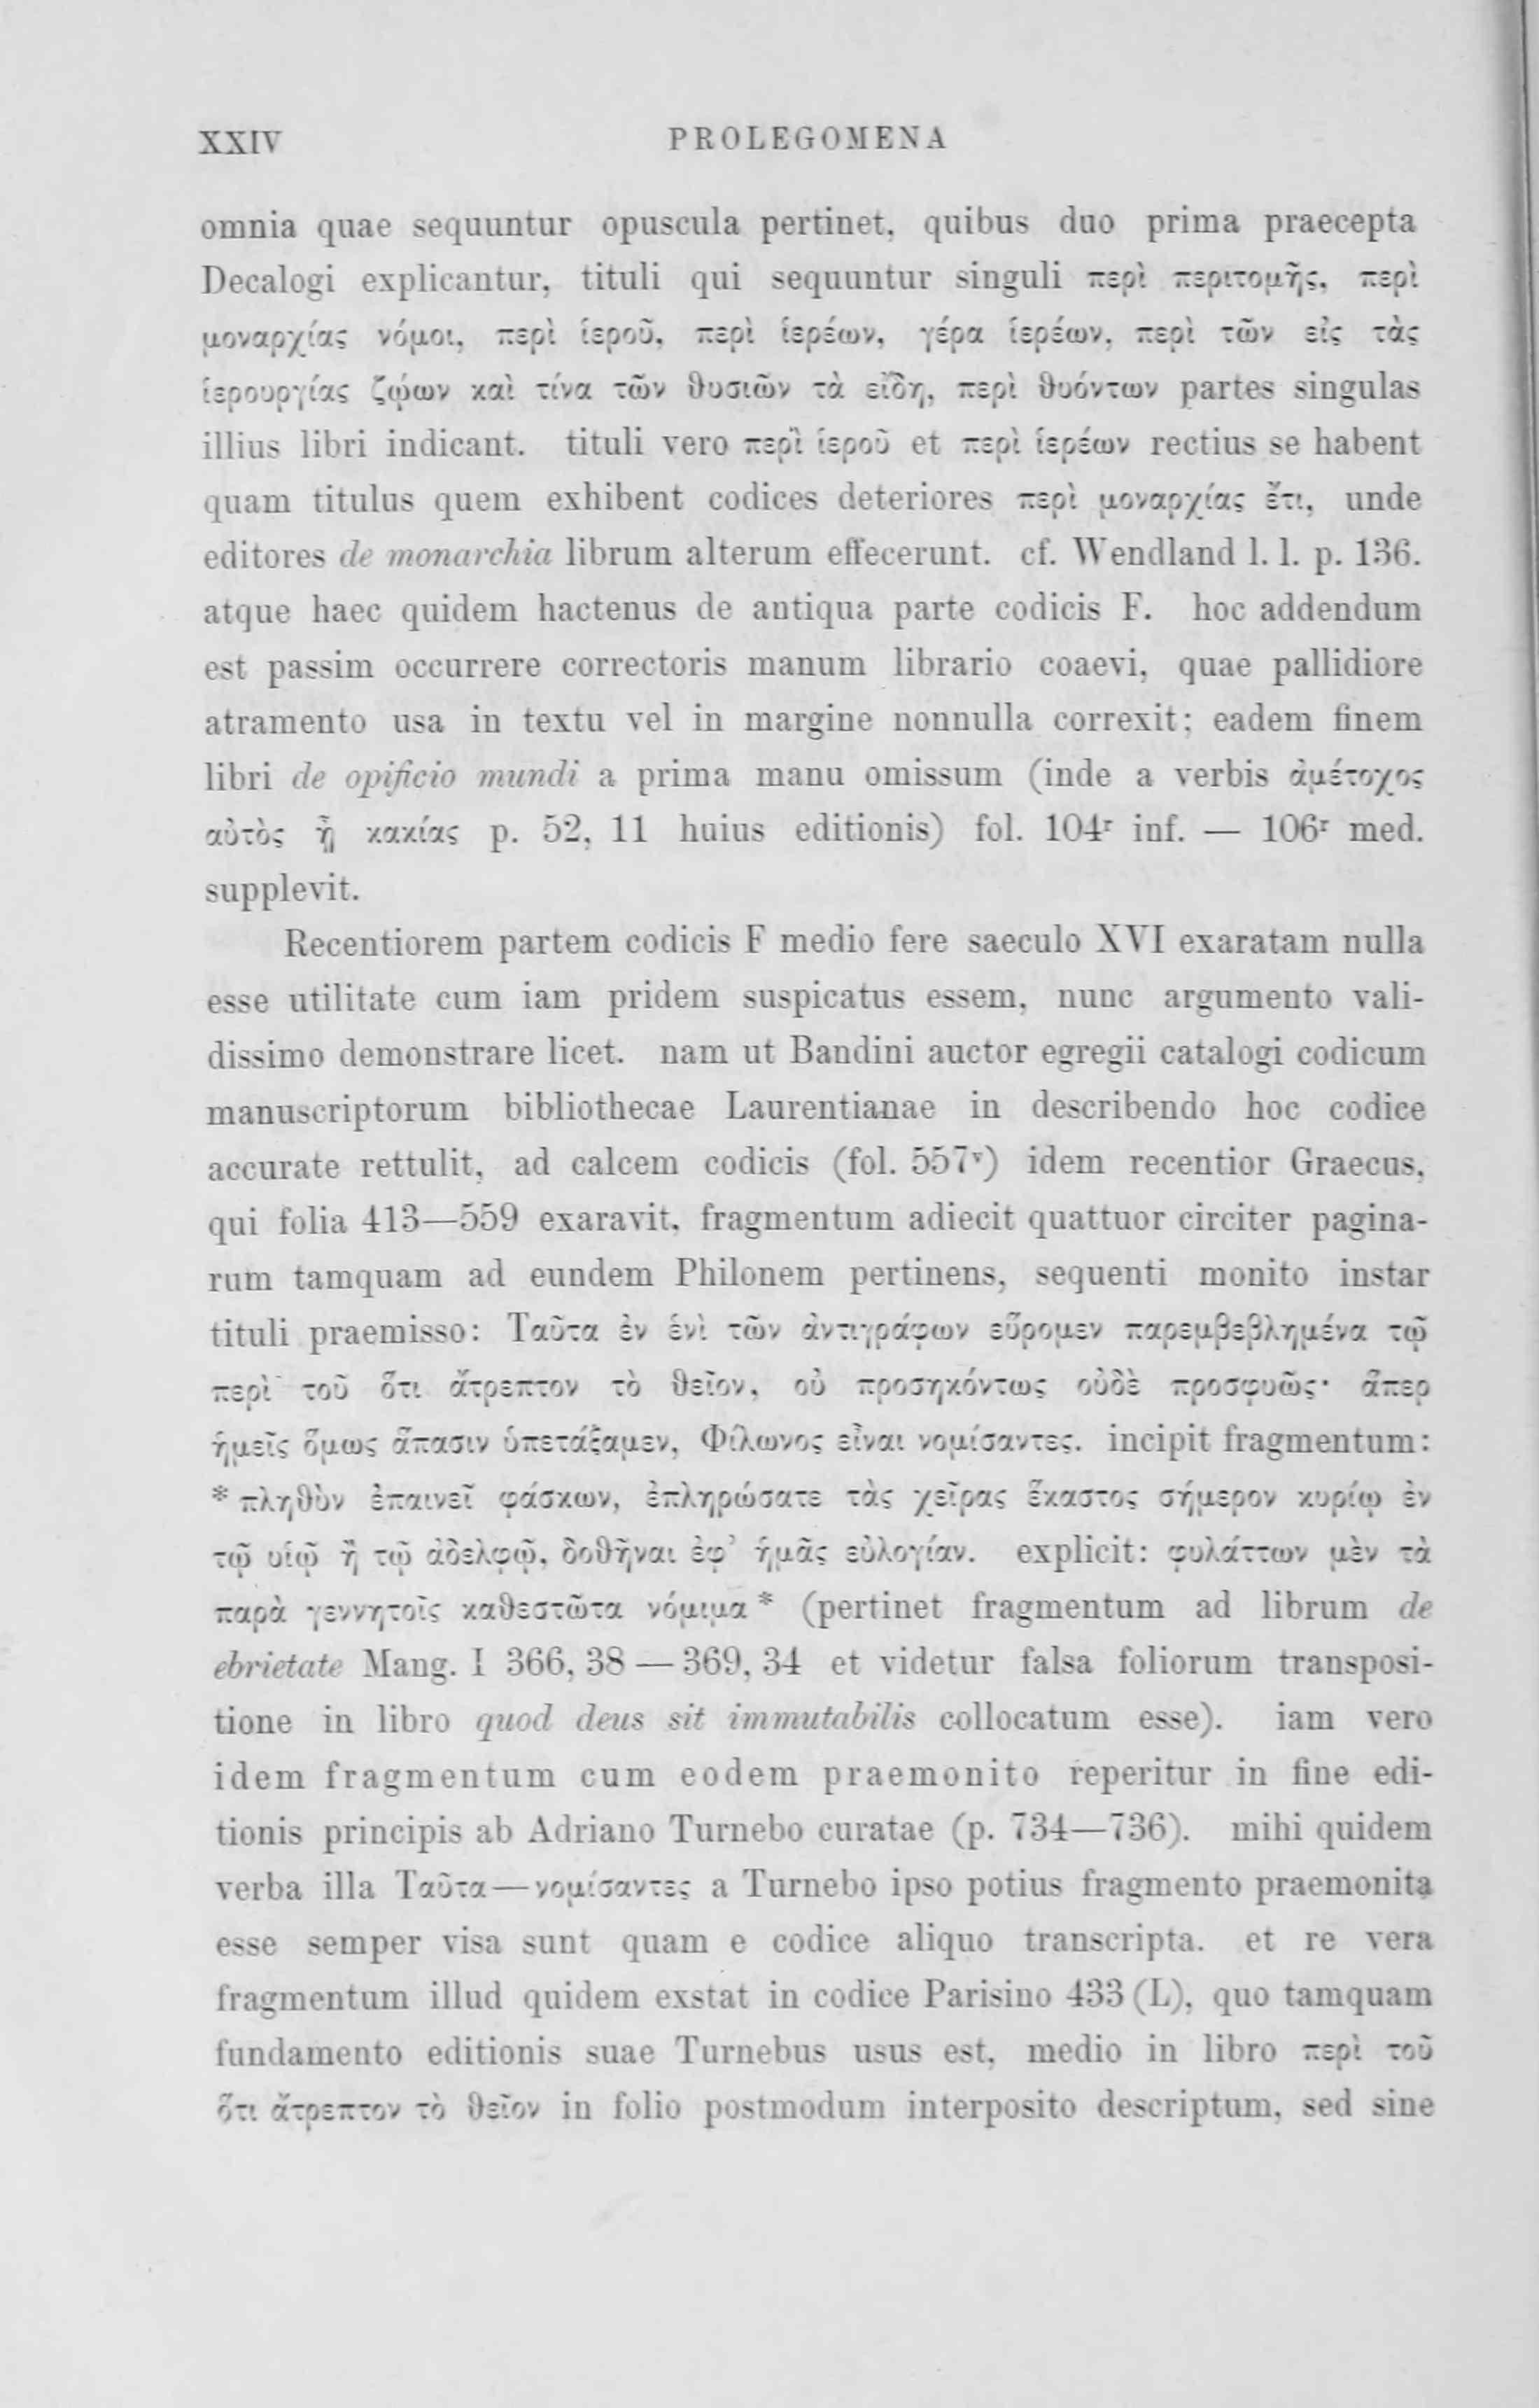 XXIV PROLEGOMENA
omnia quae sequuntur opuscula pertinet, quibus duo prima praecepta
Decalogi explicantur, tituli qui sequuntur singuli περὶ περιτομῆς, περὶ
μοναρχίας νόμοι, περὶ ἱεροῦ, περὶ ἱερέων, γέρα ἱερέων, περὶ τῶν εἰς τὰς
ἱερουργίας ζῴων καὶ τίνα τῶν θυσιῶν τὰ εἴδη, περὶ θυόντων partes singulas
illius libri indicant. tituli vero περὶ ἱεροῦ et περὶ ἱερέων rectius se habent
quam titulus quem exhibent codices deteriores περὶ μοναρχίας ἔτι, unde
editores de monarchia librum alterum effecerunt. cf. Wendland l. l. p. 136.
atque haec quidem hactenus de antiqua parte codicis F. hoc addendum
est passim occurrere correctoris manum librario coaevi, quae pallidiore
atramento usa in textu vel in margine nonnulla correxit; eadem finem
libri de opificio mundi a prima manu omissum (inde a verbis ἀμέτοχος
αὐτὸς ᾖ κακίας p. 52, 11 huius editionis) fol. 104r inf. — 106r med.
supplevit.
Recentiorem partem codicis F medio fere saeculo XVI exaratam nulla
esse utilitate cum iam pridem suspicatus essem, nunc argumento vali-
dissimo demonstrare licet. nam ut Bandini auctor egregii catalogi codicum
manuscriptorum bibliothecae Laurentianae in describendo hoc codice
accurate rettulit, ad calcem codicis (fol. 557v) idem recentior Graecus,
qui folia 413—559 exaravit, fragmentum adiecit quattuor circiter pagina-
rum tamquam ad eundem Philonem pertinens, sequenti monito instar
tituli praemisso: Ταῦτα ἐν ἑνὶ τῶν ἀντιγράφων εὕρομεν παρεμβεβλημένα τῷ
περὶ τοῦ ὅτι ἄτρεπτον τὸ θεῖον, οὐ προσηκόντως οὐδὲ προσφυῶς· ἅπερ
ἡμεῖς ὅμως ἅπασιν ὑπετάξαμεν, Φίλωνος εἶναι νομίσαντες. incipit fragmentum:
* πληθὺν ἐπαινεῖ φάσκων, ἐπληρώσατε τὰς χεῖρας ἕκαστος σήμερον κυρίῳ ἐν
τῷ υἱῷ ἢ τῷ ἀδελφῷ, δοθῆναι ἐφ’ ἡμᾶς εὐλογίαν. explicit: φυλάττων μὲν τὰ
παρὰ γεννητοῖς καθεστῶτα νόμιμα * (pertinet fragmentum ad librum de
ebrietate Mang. I 366, 38 — 369, 34 et videtur falsa foliorum transposi-
tione in libro quod deus sit immutabilis collocatum esse). iam vero
idem fragmentum cum eodem praemonito reperitur in fine edi-
tionis principis ab Adriano Turnebo curatae (p. 734—736). mihi quidem
verba illa Ταῦτα—νομίσαντες a Turnebo ipso potius fragmento praemonita
esse semper visa sunt quam e codice aliquo transcripta. et re vera
fragmentum illud quidem exstat in codice Parisino 433 (L), quo tamquam
fundamento editionis suae Turnebus usus est, medio in libro περὶ τοῦ
ὅτι ἄτρεπτον τὸ θεῖον in folio postmodum interposito descriptum, sed sine